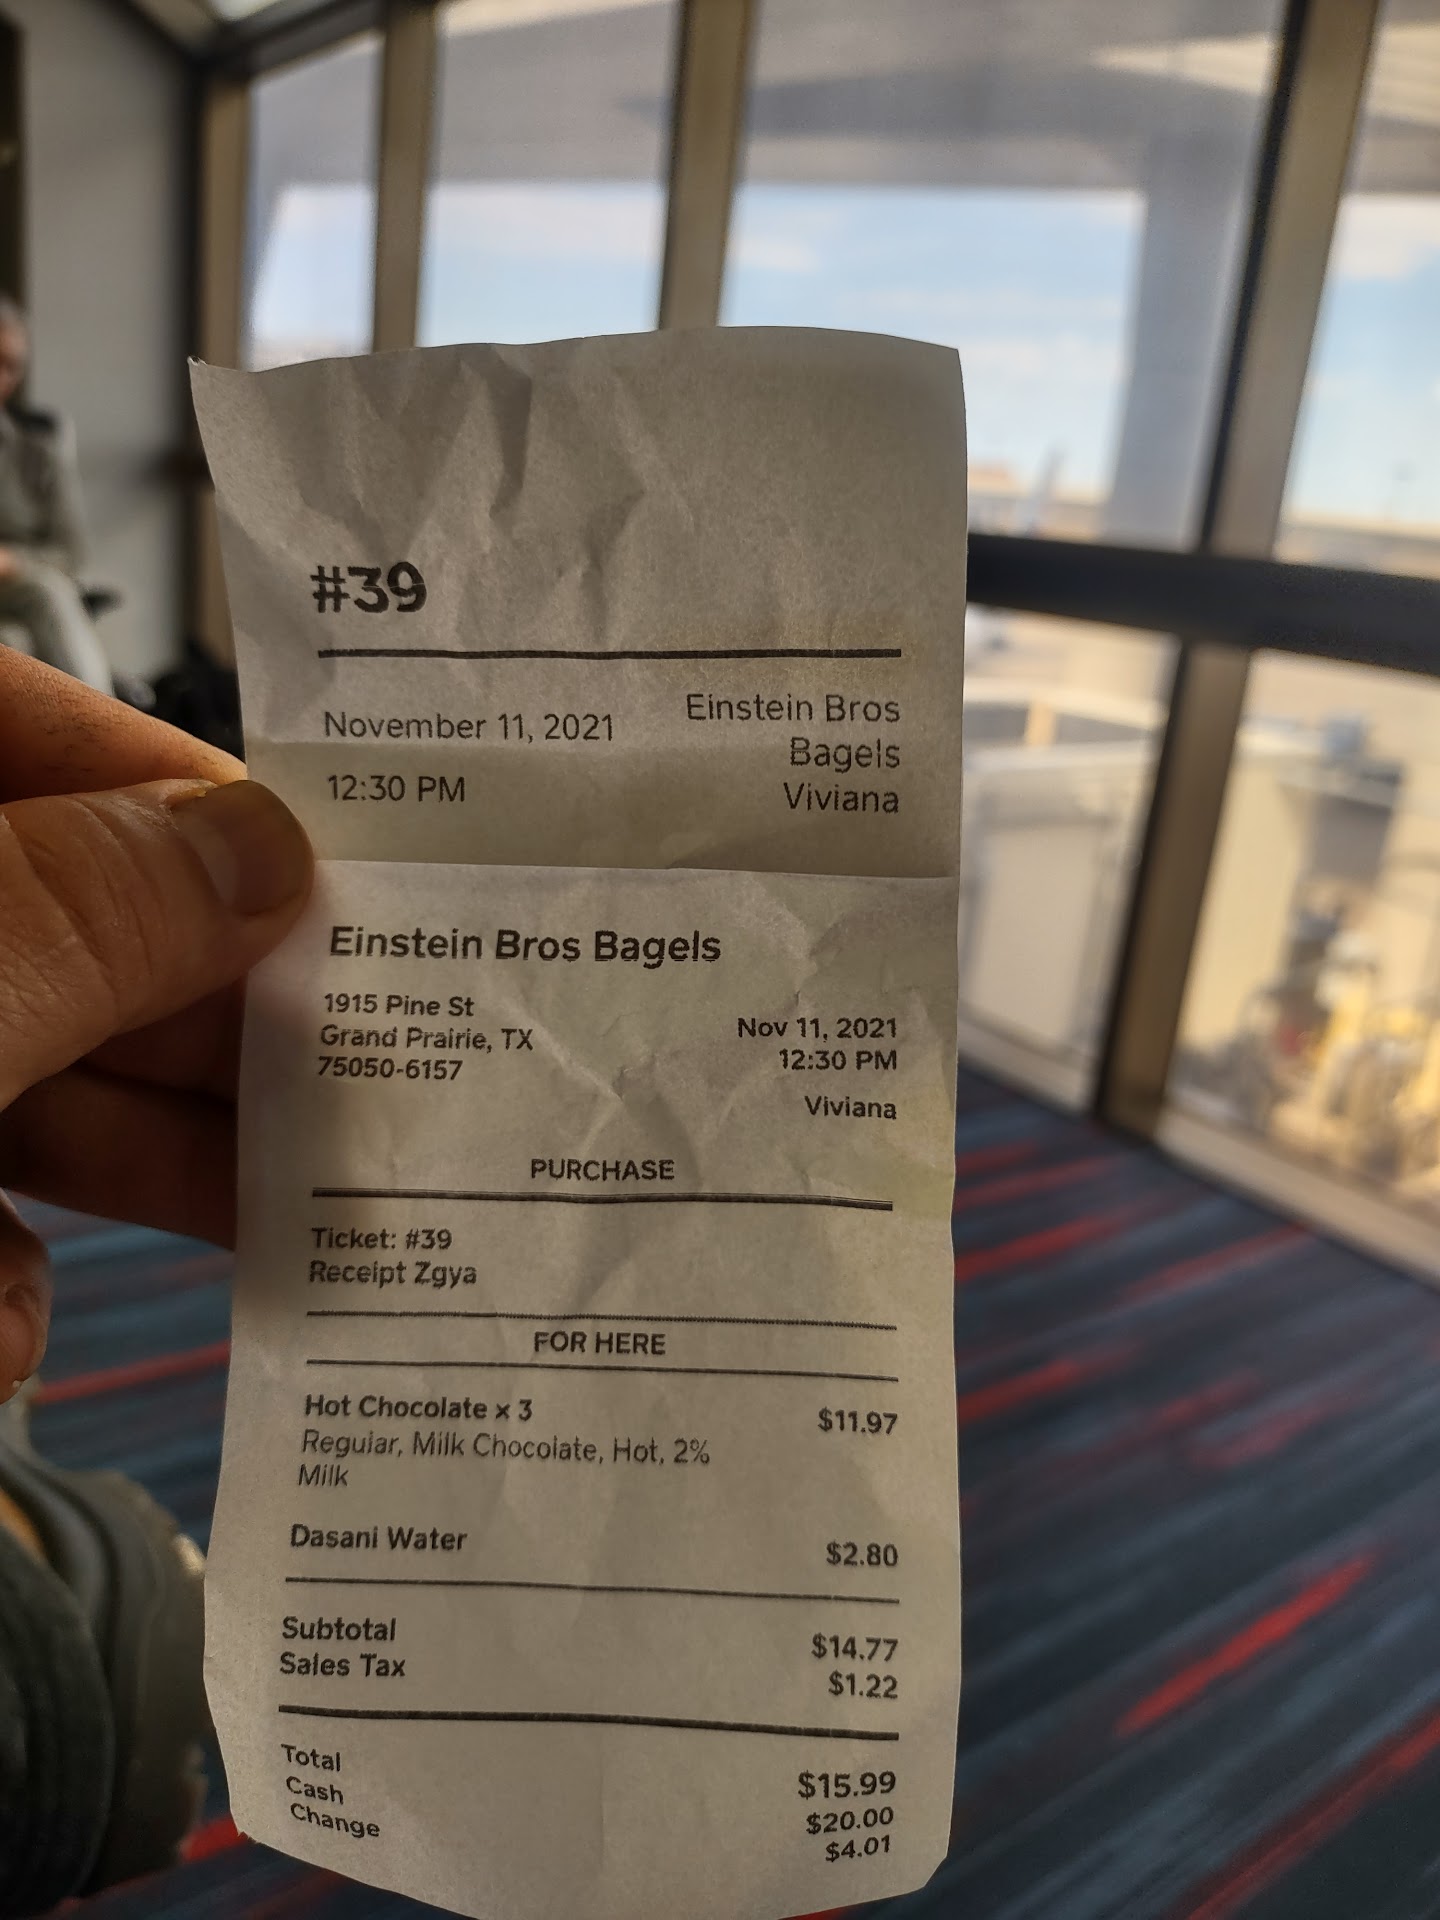 #39
November 11, 2021
12:30 PM
Einstein Bros
Bagels
Viviana
Einstein Bros Bagels
1915 Pine St
Grand Prairie, TX
75050-6157
Nov 11, 2021
12:30 PM
Viviana
PURCHASE
Ticket: #39
Receipt Zgya
FOR HERE
Hot Chocolate × 3 $11.97
Regular, Milk Chocolate, Hot, 2%
Milk
Dasani Water $2.80
Subtotal $14.77
Sales Tax $1.22
Total $15.99
Cash $20.00
Change $4.01